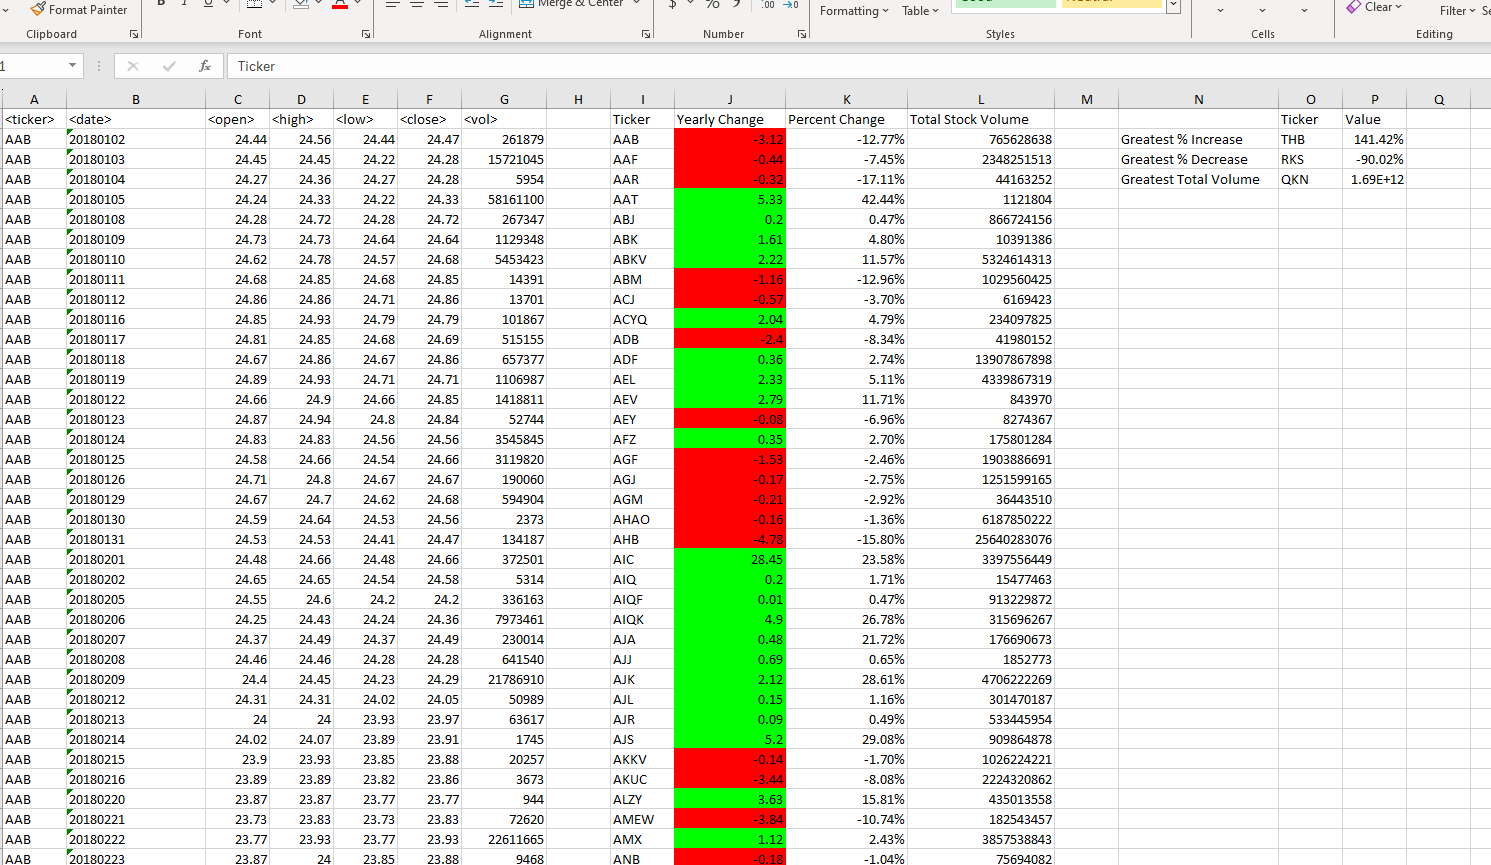 Format Painter Merge & Center $ % 9 .00 →0 Formatting Table Clear Filter
Clipboard Font Alignment Number Styles Cells Editing
1 fx Ticker
A B C D E F G H I J K L M N O P Q
<ticker> <date> <open> <high> <low> <close> <vol> Ticker Yearly Change Percent Change Total Stock Volume Ticker Value
AAB 20180102 24.44 24.56 24.44 24.47 261879 AAB -3.12 -12.77% 765628638 Greatest % Increase THB 141.42%
AAB 20180103 24.45 24.45 24.22 24.28 15721045 AAF -0.44 -7.45% 2348251513 Greatest % Decrease RKS -90.02%
AAB 20180104 24.27 24.36 24.27 24.28 5954 AAR -0.32 -17.11% 44163252 Greatest Total Volume QKN 1.69E+12
AAB 20180105 24.24 24.33 24.22 24.33 58161100 AAT 5.33 42.44% 1121804
AAB 20180108 24.28 24.72 24.28 24.72 267347 ABJ 0.2 0.47% 866724156
AAB 20180109 24.73 24.73 24.64 24.64 1129348 ABK 1.61 4.80% 10391386
AAB 20180110 24.62 24.78 24.57 24.68 5453423 ABKV 2.22 11.57% 5324614313
AAB 20180111 24.68 24.85 24.68 24.85 14391 ABM -1.16 -12.96% 1029560425
AAB 20180112 24.86 24.86 24.71 24.86 13701 ACJ -0.57 -3.70% 6169423
AAB 20180116 24.85 24.93 24.79 24.79 101867 ACYQ 2.04 4.79% 234097825
AAB 20180117 24.81 24.85 24.68 24.69 515155 ADB -2.4 -8.34% 41980152
AAB 20180118 24.67 24.86 24.67 24.86 657377 ADF 0.36 2.74% 13907867898
AAB 20180119 24.89 24.93 24.71 24.71 1106987 AEL 2.33 5.11% 4339867319
AAB 20180122 24.66 24.9 24.66 24.85 1418811 AEV 2.79 11.71% 843970
AAB 20180123 24.87 24.94 24.8 24.84 52744 AEY -0.08 -6.96% 8274367
AAB 20180124 24.83 24.83 24.56 24.56 3545845 AFZ 0.35 2.70% 175801284
AAB 20180125 24.58 24.66 24.54 24.66 3119820 AGF -1.53 -2.46% 1903886691
AAB 20180126 24.71 24.8 24.67 24.67 190060 AGJ -0.17 -2.75% 1251599165
AAB 20180129 24.67 24.7 24.62 24.68 594904 AGM -0.21 -2.92% 36443510
AAB 20180130 24.59 24.64 24.53 24.56 2373 AHAO -0.16 -1.36% 6187850222
AAB 20180131 24.53 24.53 24.41 24.47 134187 AHB -4.78 -15.80% 25640283076
AAB 20180201 24.48 24.66 24.48 24.66 372501 AIC 28.45 23.58% 3397556449
AAB 20180202 24.65 24.65 24.54 24.58 5314 AIQ 0.2 1.71% 15477463
AAB 20180205 24.55 24.6 24.2 24.2 336163 AIQF 0.01 0.47% 913229872
AAB 20180206 24.25 24.43 24.24 24.36 7973461 AIQK 4.9 26.78% 315696267
AAB 20180207 24.37 24.49 24.37 24.49 230014 AJA 0.48 21.72% 176690673
AAB 20180208 24.46 24.46 24.28 24.28 641540 AJJ 0.69 0.65% 1852773
AAB 20180209 24.4 24.45 24.23 24.29 21786910 AJK 2.12 28.61% 4706222269
AAB 20180212 24.31 24.31 24.02 24.05 50989 AJL 0.15 1.16% 301470187
AAB 20180213 24 24 23.93 23.97 63617 AJR 0.09 0.49% 533445954
AAB 20180214 24.02 24.07 23.89 23.91 1745 AJS 5.2 29.08% 909864878
AAB 20180215 23.9 23.93 23.85 23.88 20257 AKKV -0.14 -1.70% 1026224221
AAB 20180216 23.89 23.89 23.82 23.86 3673 AKUC -3.44 -8.08% 2224320862
AAB 20180220 23.87 23.87 23.77 23.77 944 ALZY 3.63 15.81% 435013558
AAB 20180221 23.73 23.83 23.73 23.83 72620 AMEW -3.84 -10.74% 182543457
AAB 20180222 23.77 23.93 23.77 23.93 22611665 AMX 1.12 2.43% 3857538843
AAB 20180223 23.87 24 23.85 23.88 9468 ANB -0.18 -1.04% 75694082